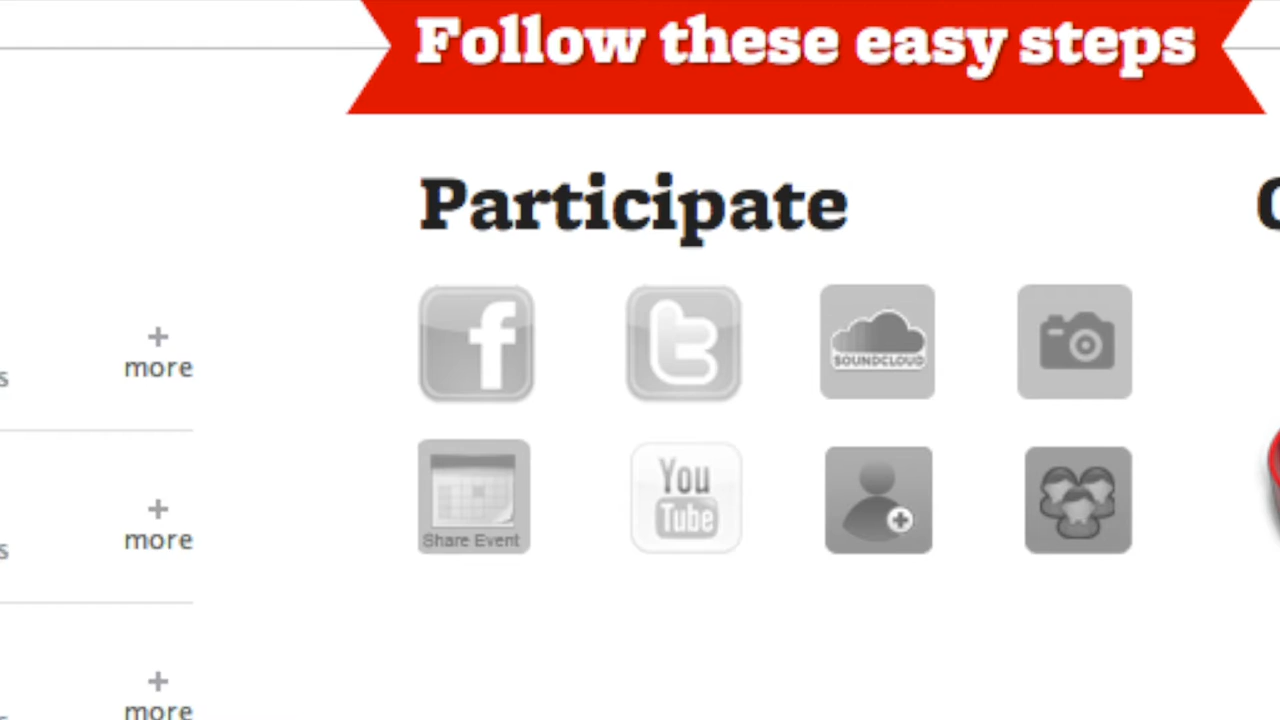 Follow these easy steps
Participate
f
t
SOUNDCLOUD
+
more
s
Share Event
You
Tube
+
more
s
+
more